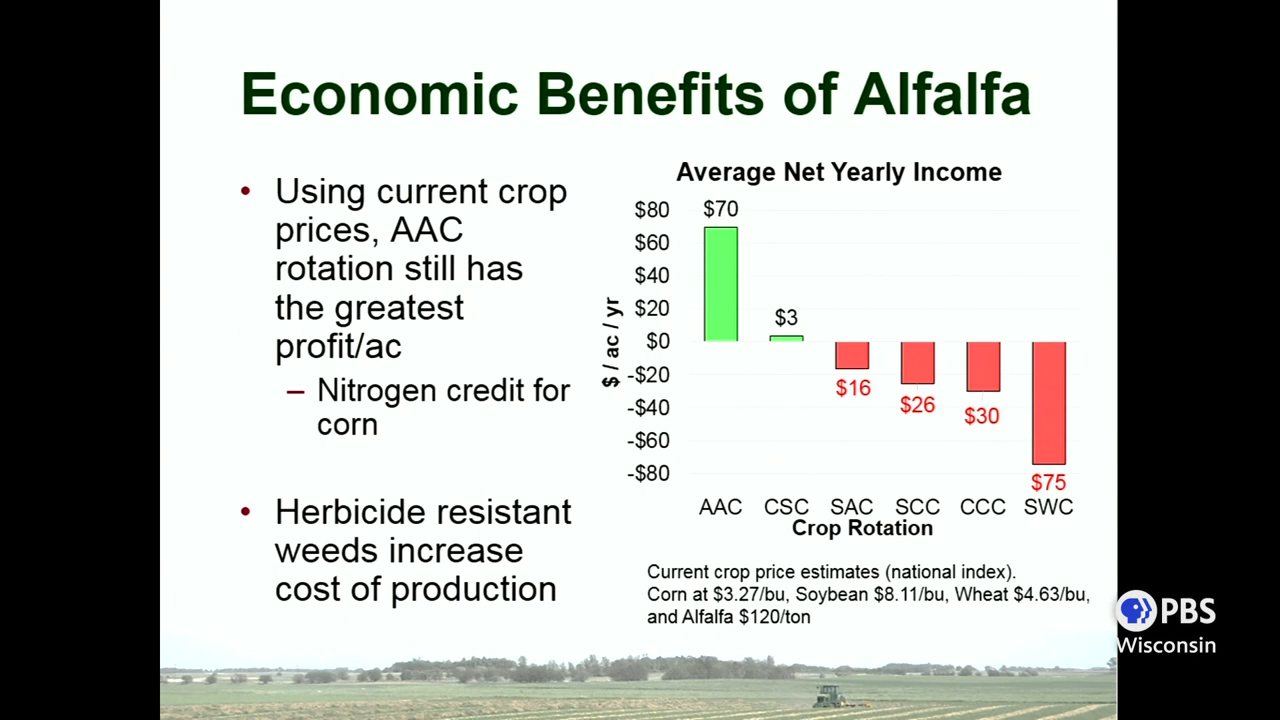 Economic Benefits of Alfalfa
• Using current crop
prices, AAC
rotation still has
the greatest
profit/ac
– Nitrogen credit for
corn
• Herbicide resistant
weeds increase
cost of production
Average Net Yearly Income
$ / ac / yr
$80
$60
$40
$20
$0
-$20
-$40
-$60
-$80
$70
$3
$16
$26
$30
$75
AAC CSC SAC SCC CCC SWC
Crop Rotation
Current crop price estimates (national index).
Corn at $3.27/bu, Soybean $8.11/bu, Wheat $4.63/bu,
and Alfalfa $120/ton
PBS
Wisconsin